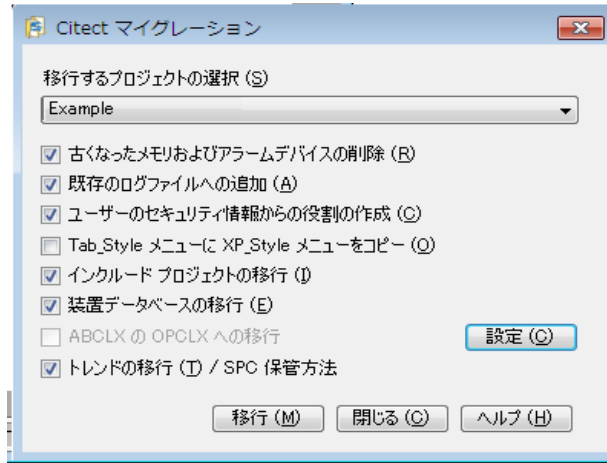 Citect マイグレーション
移行するプロジェクトの選択 (S)
Example
古くなったメモリおよびアラームデバイスの削除 (R)
既存のログファイルへの追加 (A)
ユーザーのセキュリティ情報からの役割の作成 (C)
Tab_Style メニューに XP_Style メニューをコピー (O)
インクルード プロジェクトの移行 (I)
装置データベースの移行 (E)
ABCLX の OPCLX への移行
設定 (C)
トレンドの移行 (T) / SPC 保管方法
移行 (M) 閉じる (C) ヘルプ (H)